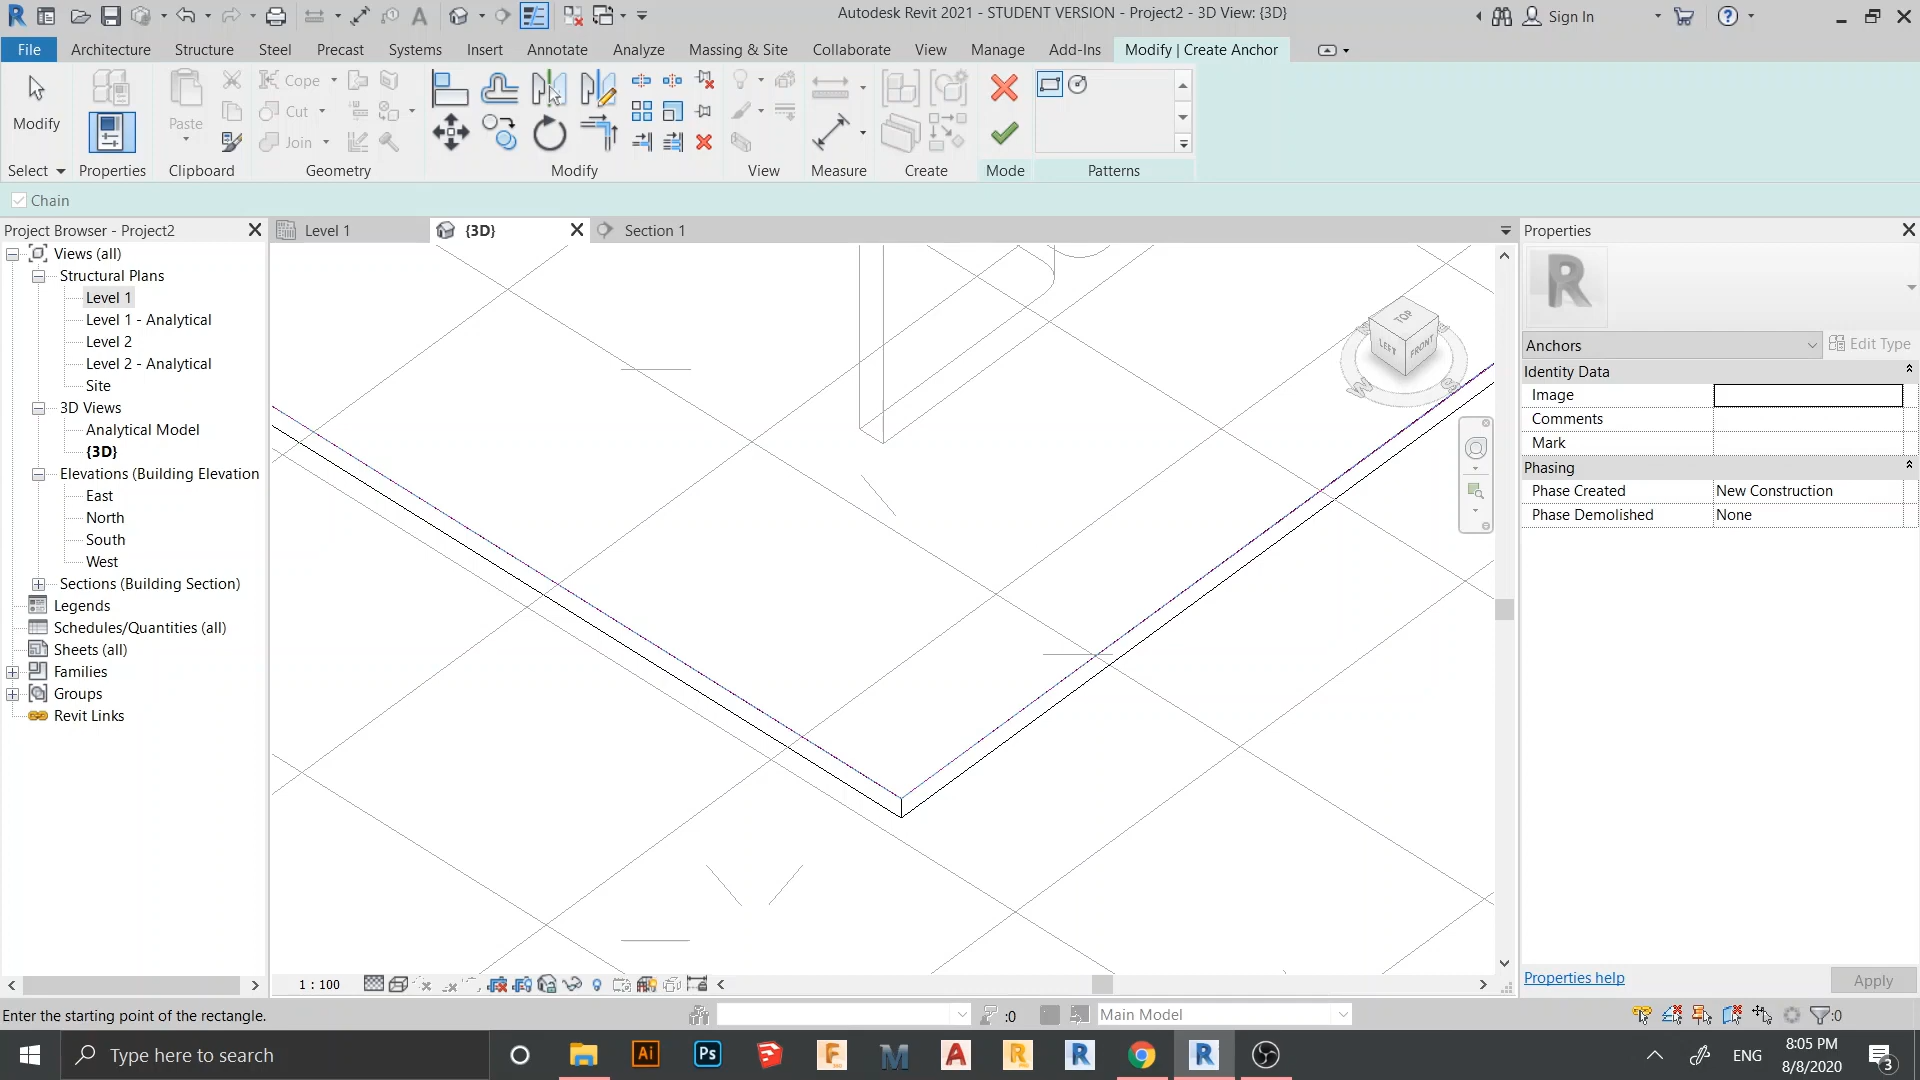 Autodesk Revit 2021 - STUDENT VERSION - Project2 - 3D View: {3D}
Sign In
File
Architecture
Structure
Steel
Precast
Systems
Insert
Annotate
Analyze
Massing & Site
Collaborate
View
Manage
Add-Ins
Modify | Create Anchor
Modify
Paste
Cope
Cut
Join
Select
Properties
Clipboard
Geometry
Modify
View
Measure
Create
Mode
Patterns
Chain
Project Browser - Project2
Level 1
{3D}
Section 1
Properties
Views (all)
Structural Plans
Level 1
Level 1 - Analytical
Level 2
Level 2 - Analytical
Site
3D Views
Analytical Model
{3D}
Elevations (Building Elevation
East
North
South
West
Sections (Building Section)
Legends
Schedules/Quantities (all)
Sheets (all)
Families
Groups
Revit Links
TOP
LEFT
FRONT
W
S
Anchors
Edit Type
Identity Data
Image
Comments
Mark
Phasing
Phase Created
New Construction
Phase Demolished
None
Properties help
Apply
1 : 100
Enter the starting point of the rectangle.
:0
Main Model
:0
Type here to search
Ai
Ps
ENG
8:05 PM
8/8/2020
3